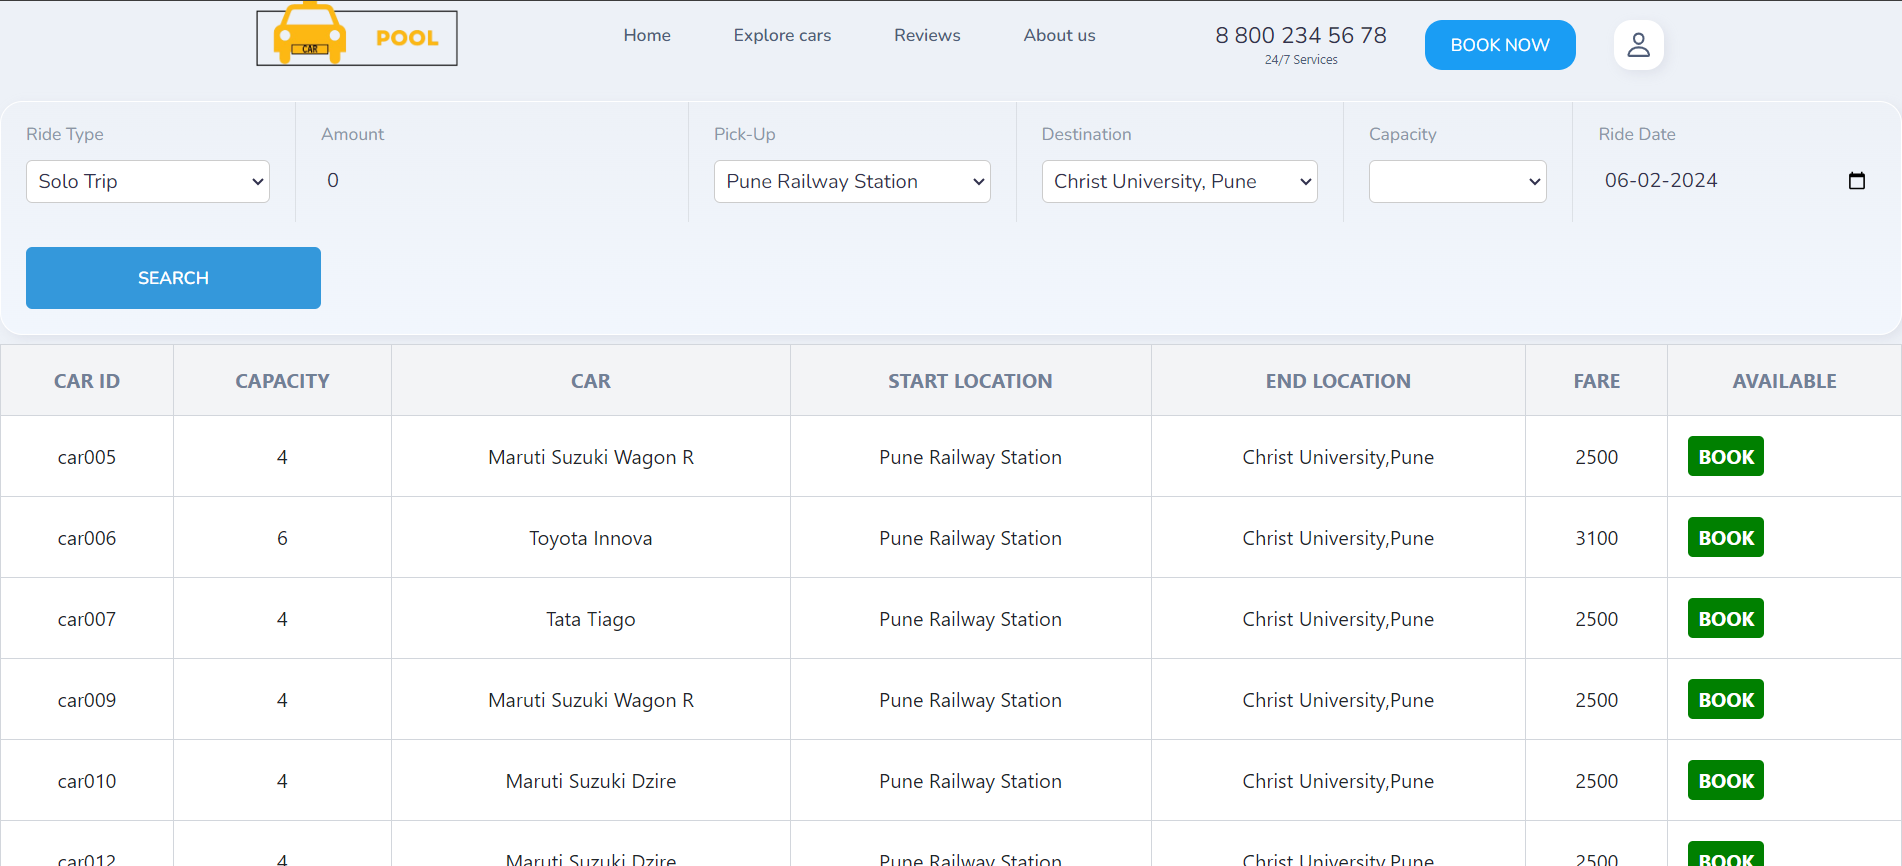 CAR POOL
Home Explore cars Reviews About us 8 800 234 56 78 BOOK NOW
24/7 Services
Ride Type Amount Pick-Up Destination Capacity Ride Date
Solo Trip 0 Pune Railway Station Christ University, Pune 06-02-2024
SEARCH
CAR ID CAPACITY CAR START LOCATION END LOCATION FARE AVAILABLE
car005 4 Maruti Suzuki Wagon R Pune Railway Station Christ University,Pune 2500 BOOK
car006 6 Toyota Innova Pune Railway Station Christ University,Pune 3100 BOOK
car007 4 Tata Tiago Pune Railway Station Christ University,Pune 2500 BOOK
car009 4 Maruti Suzuki Wagon R Pune Railway Station Christ University,Pune 2500 BOOK
car010 4 Maruti Suzuki Dzire Pune Railway Station Christ University,Pune 2500 BOOK
car012 4 Maruti Suzuki Dzire Pune Railway Station Christ University,Pune 2500 BOOK